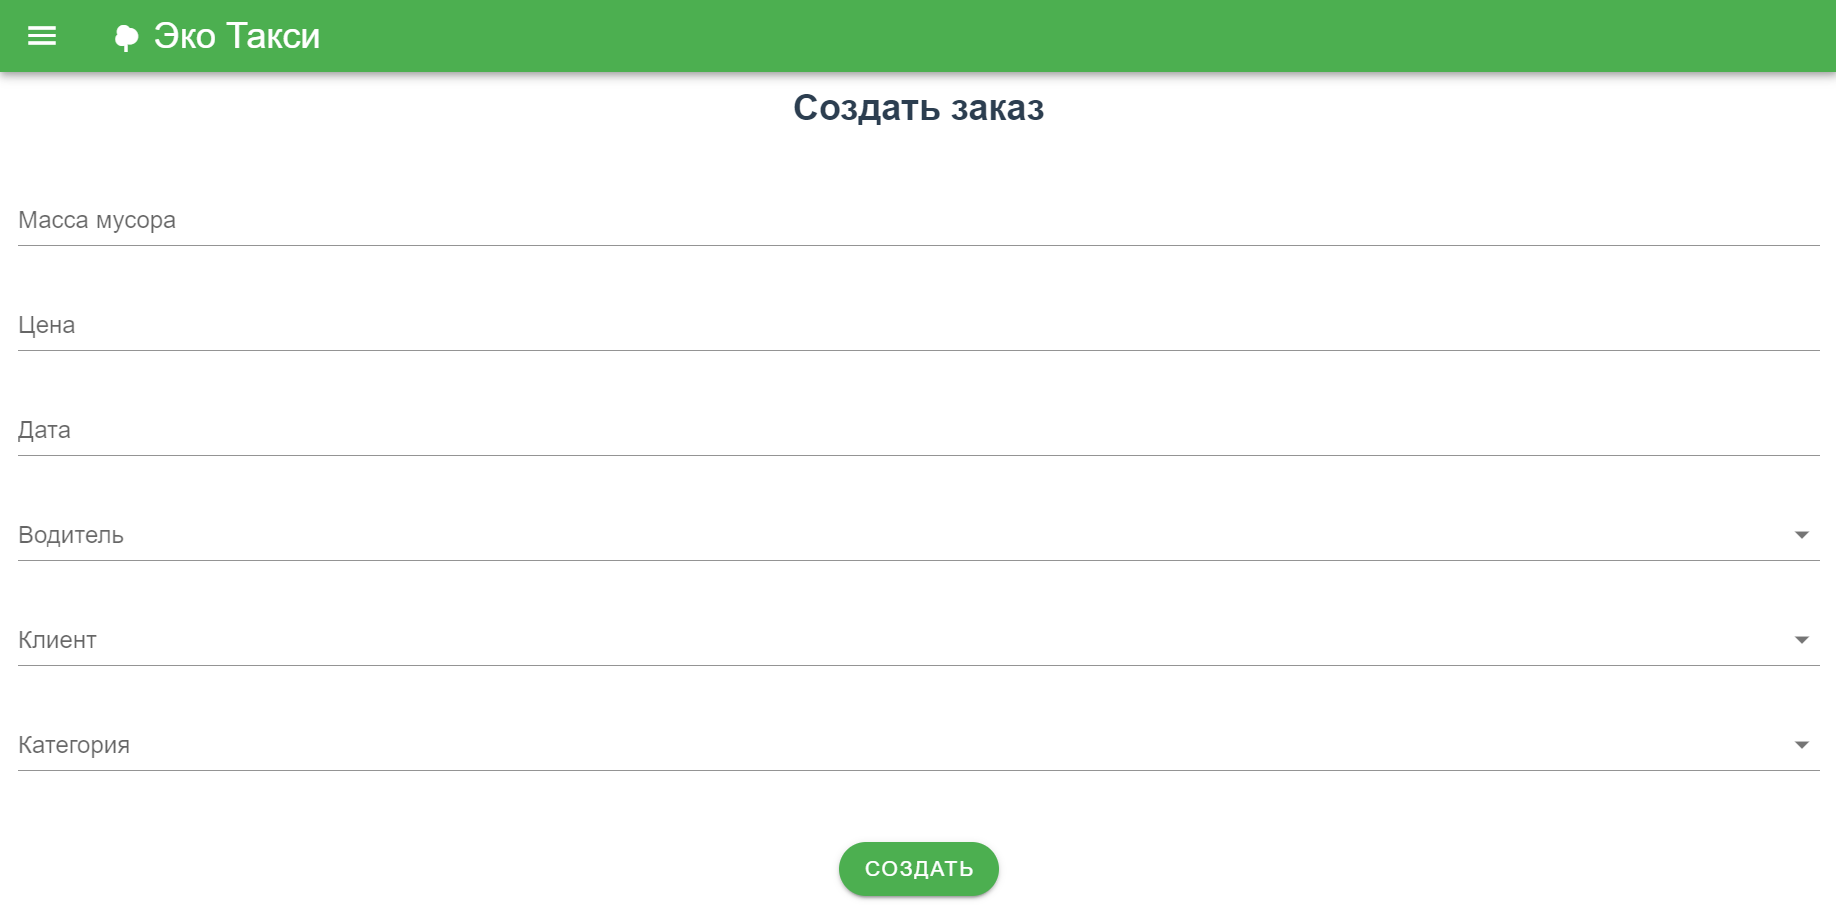 Эко Такси
Создать заказ
Масса мусора
Цена
Дата
Водитель
Клиент
Категория
СОЗДАТЬ